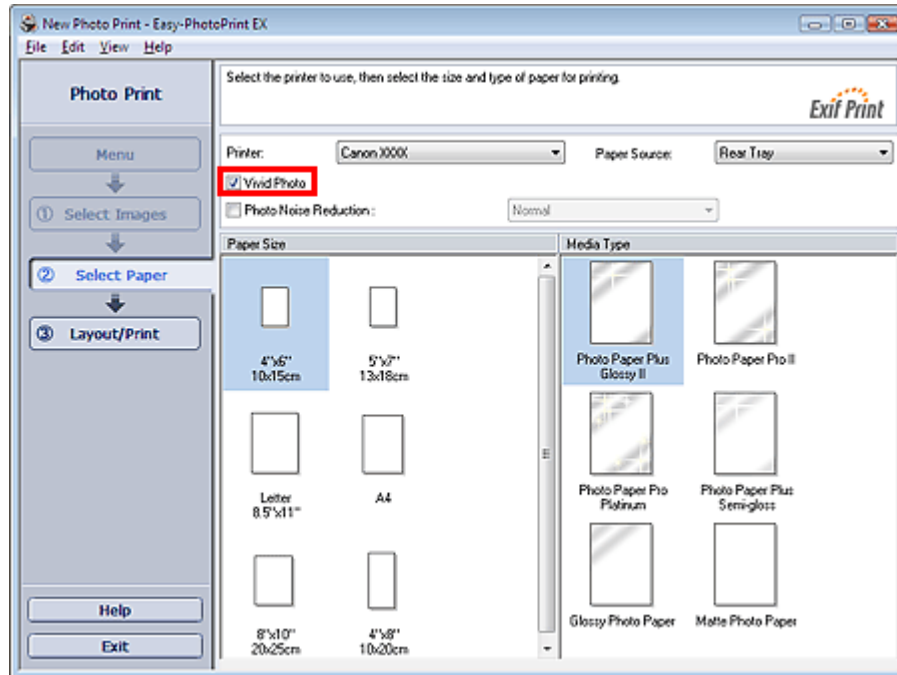 New Photo Print - Easy-PhotoPrint EX
File Edit View Help
Photo Print
Select the printer to use, then select the size and type of paper for printing.
Exif Print
Menu
① Select Images
② Select Paper
③ Layout/Print
Help
Exit
Printer: Canon XXXX Paper Source: Rear Tray
Vivid Photo
Photo Noise Reduction : Normal
Paper Size
4"x6"
10x15cm
5"x7"
13x18cm
Letter
8.5"x11"
A4
8"x10"
20x25cm
4"x8"
10x20cm
Media Type
Photo Paper Plus
Glossy II
Photo Paper Pro II
Photo Paper Pro
Platinum
Photo Paper Plus
Semi-gloss
Glossy Photo Paper
Matte Photo Paper